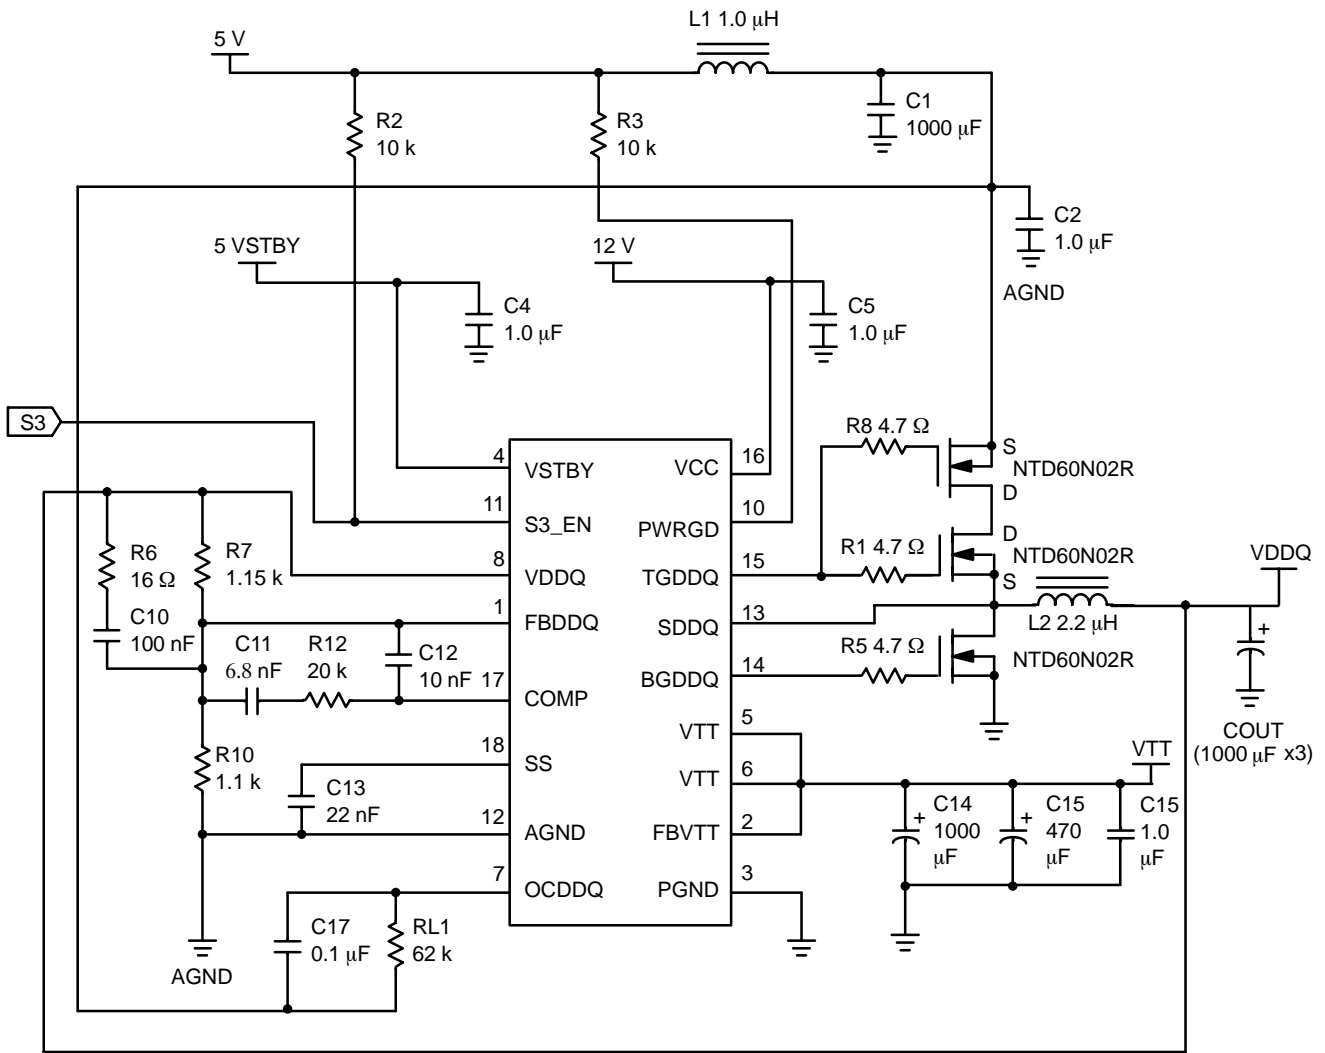 L1 1.0 μH
5 V
R2
10 k
R3
10 k
C1
1000 μF
C2
1.0 μF
AGND
5 VSTBY
12 V
C4
1.0 μF
C5
1.0 μF
S3
R8 4.7 Ω
S
NTD60N02R
D
4
VSTBY
VCC
16
11
S3_EN
PWRGD
10
R1 4.7 Ω
D
NTD60N02R
S
VDDQ
R6
16 Ω
R7
1.15 k
8
VDDQ
TGDDQ
15
C10
100 nF
1
FBDDQ
SDDQ
13
L2 2.2 μH
C11
6.8 nF
R12
20 k
C12
10 nF
17
COMP
BGDDQ
14
R5 4.7 Ω
NTD60N02R
COUT
(1000 μF x3)
R10
1.1 k
18
SS
VTT
5
VTT
6
VTT
C13
22 nF
12
AGND
FBVTT
2
C14
1000
μF
C15
470
μF
C15
1.0
μF
7
OCDDQ
PGND
3
C17
0.1 μF
RL1
62 k
AGND